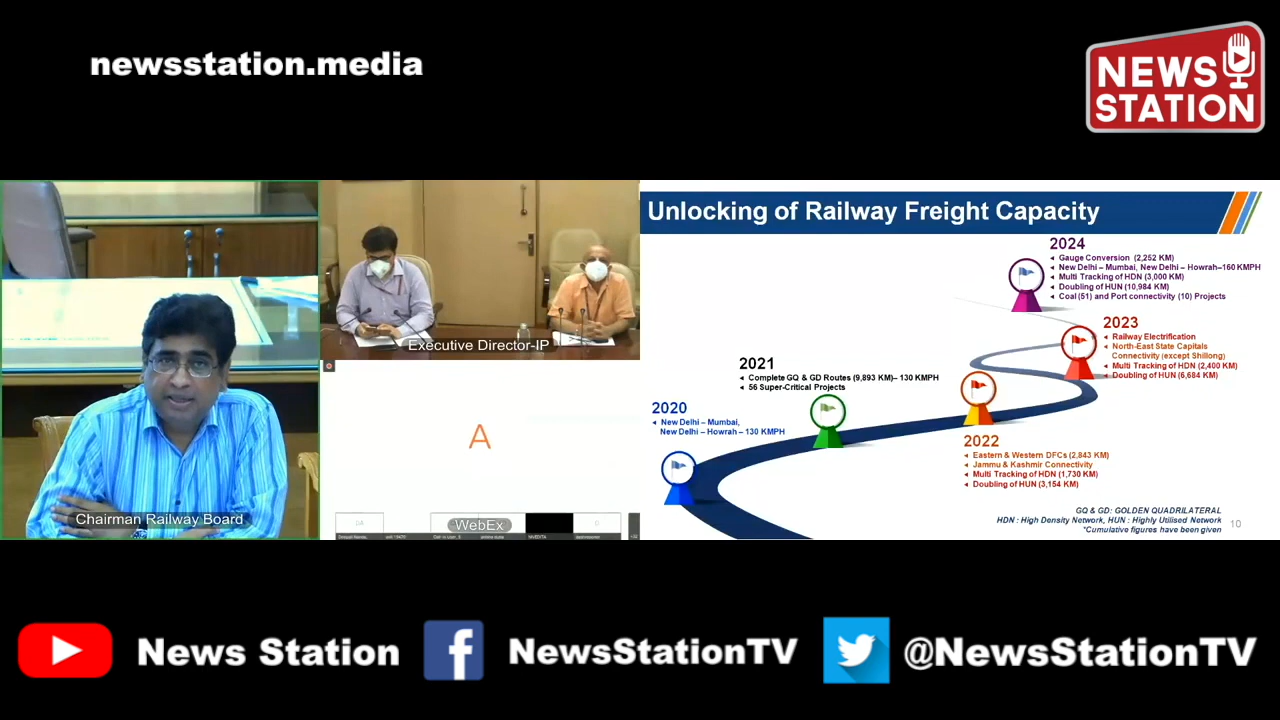 newsstation.media
NEWS
STATION
Unlocking of Railway Freight Capacity
2024
Gauge Conversion (2,252 KM)
New Delhi – Mumbai, New Delhi – Howrah–160 KMPH
Multi Tracking of HDN (3,000 KM)
Doubling of HUN (10,984 KM)
Coal (51) and Port connectivity (10) Projects
2023
Railway Electrification
North-East State Capitals
Connectivity (except Shillong)
Multi Tracking of HDN (2,400 KM)
Doubling of HUN (6,684 KM)
2021
Complete GQ & GD Routes (9,893 KM)– 130 KMPH
56 Super-Critical Projects
2020
New Delhi – Mumbai,
New Delhi – Howrah – 130 KMPH
2022
Eastern & Western DFCs (2,843 KM)
Jammu & Kashmir Connectivity
Multi Tracking of HDN (1,730 KM)
Doubling of HUN (3,154 KM)
GQ & GD: GOLDEN QUADRILATERAL
HDN : High Density Network, HUN : Highly Utilised Network
*Cumulative figures have been given
10
Executive Director-IP
A
Chairman Railway Board
WebEx
News Station
NewsStationTV
@NewsStationTV